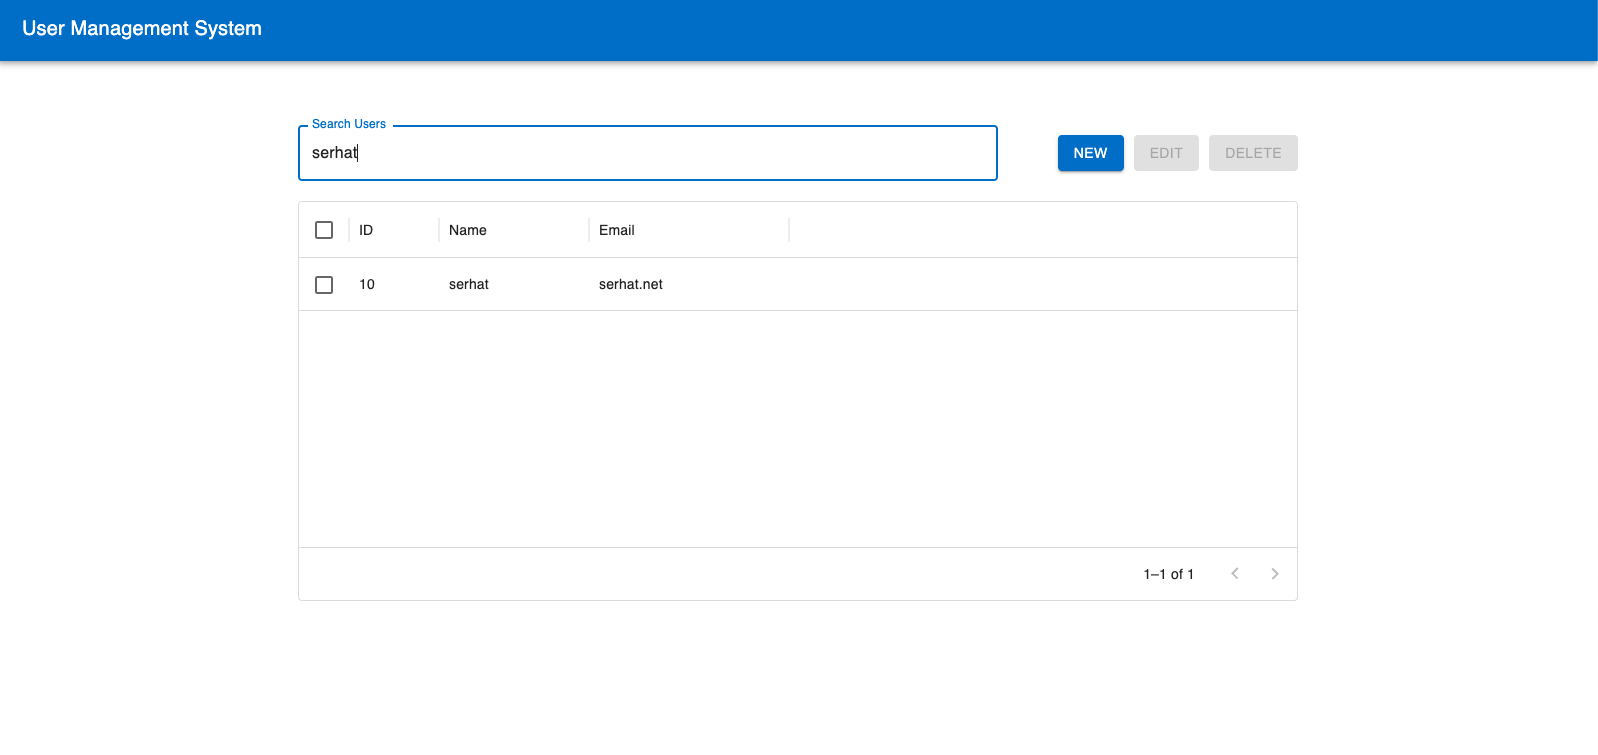 User Management System
Search Users
serhat
NEW EDIT DELETE
ID Name Email
10 serhat serhat.net
1–1 of 1